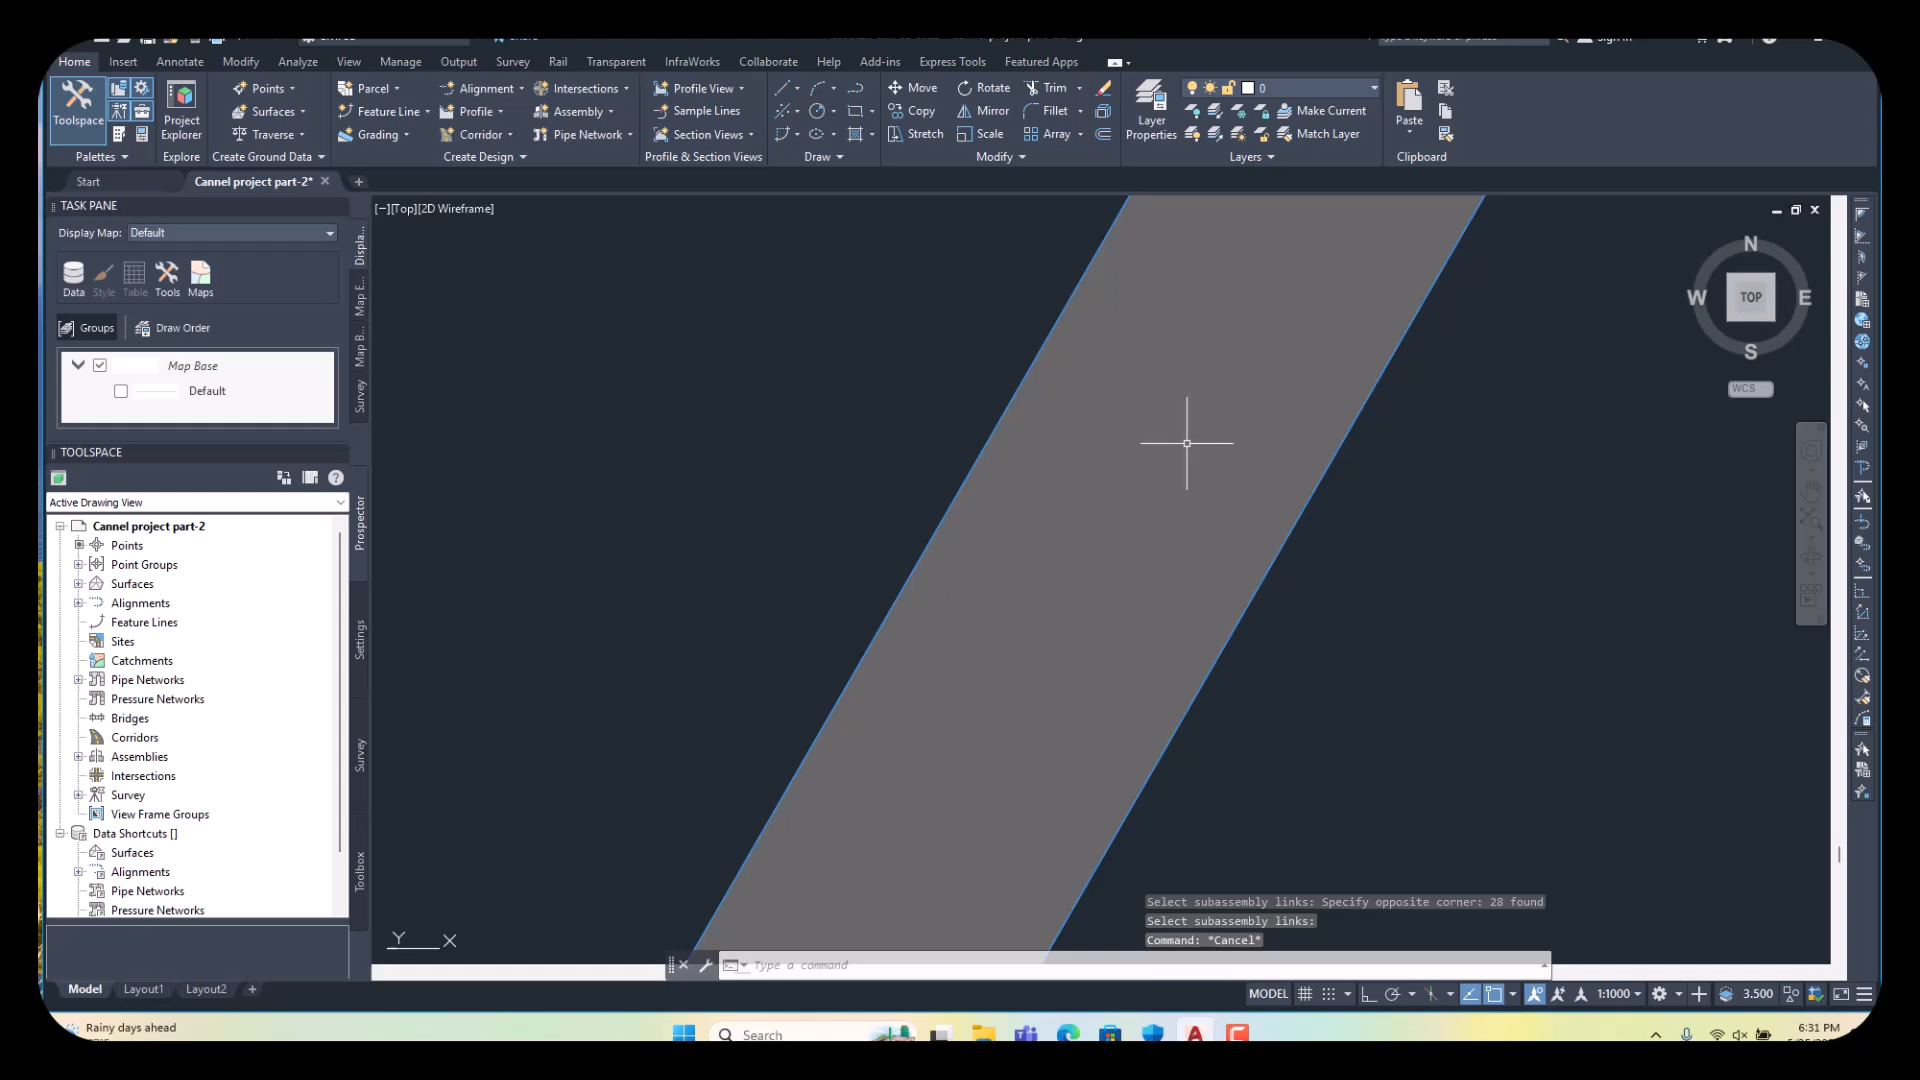 Home Insert Annotate Modify Analyze View Manage Output Survey Rail Transparent InfraWorks Collaborate Help Add-ins Express Tools Featured Apps
Toolspace
Palettes
Project
Explorer
Explore
Points
Surfaces
Traverse
Create Ground Data
Parcel
Feature Line
Grading
Alignment
Profile
Corridor
Intersections
Assembly
Pipe Network
Create Design
Profile View
Sample Lines
Section Views
Profile & Section Views
Draw
Move
Copy
Stretch
Rotate
Mirror
Scale
Trim
Fillet
Array
Modify
Layer
Properties
0
Make Current
Match Layer
Layers
Paste
Clipboard
Start
Cannel project part-2*
TASK PANE
Display Map: Default
Data Style Table Tools Maps
Groups Draw Order
Map Base
Default
Displa...
Map E...
Map B...
Survey
TOOLSPACE
Active Drawing View
Cannel project part-2
Points
Point Groups
Surfaces
Alignments
Feature Lines
Sites
Catchments
Pipe Networks
Pressure Networks
Bridges
Corridors
Assemblies
Intersections
Survey
View Frame Groups
Data Shortcuts []
Surfaces
Alignments
Pipe Networks
Pressure Networks
Prospector
Settings
Survey
Toolbox
[−][Top][2D Wireframe]
N
W TOP E
S
WCS
Y X
Select subassembly links: Specify opposite corner: 28 found
Select subassembly links:
Command: *Cancel*
Type a command
Model Layout1 Layout2
MODEL 1:1000 3.500
Rainy days ahead
Search
6:31 PM